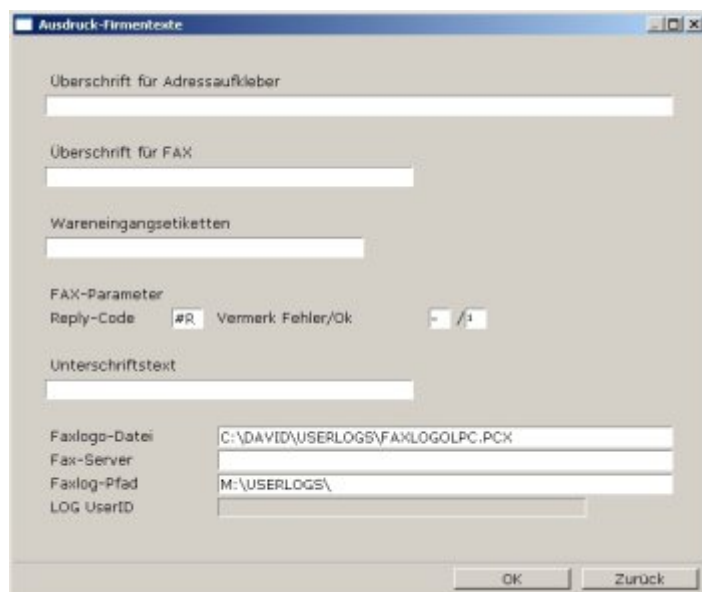 Ausdruck-Firmentexte
Überschrift für Adressaufkleber
Überschrift für FAX
Wareneingangsetiketten
FAX-Parameter
Reply-Code #R Vermerk Fehler/Ok - /
Unterschriftstext
Faxlogo-Datei C:\DAVID\USERLOGS\FAXLOGOLPC.PCX
Fax-Server
Faxlog-Pfad M:\USERLOGS\
LOG UserID
OK Zurück